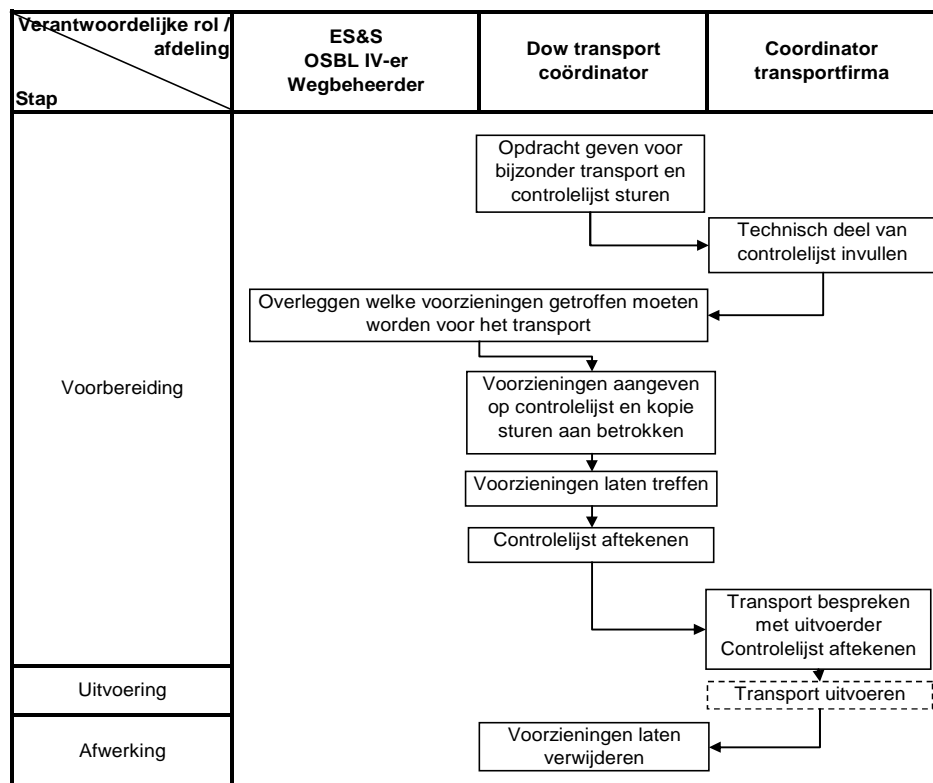 Verantwoordelijke rol /
afdeling
Stap
ES&S
OSBL IV-er
Wegbeheerder
Dow transport
coördinator
Coordinator
transportfirma
Voorbereiding
Opdracht geven voor
bijzonder transport en
controlelijst sturen
Technisch deel van
controlelijst invullen
Overleggen welke voorzieningen getroffen moeten
worden voor het transport
Voorzieningen aangeven
op controlelijst en kopie
sturen aan betrokken
Voorzieningen laten treffen
Controlelijst aftekenen
Transport bespreken
met uitvoerder
Controlelijst aftekenen
Uitvoering
Transport uitvoeren
Afwerking
Voorzieningen laten
verwijderen